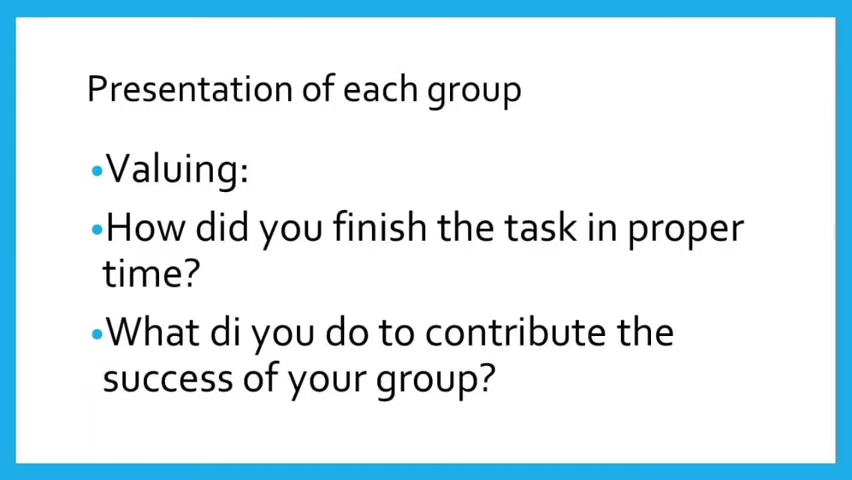 Presentation of each group
•Valuing:
•How did you finish the task in proper
time?
•What di you do to contribute the
success of your group?